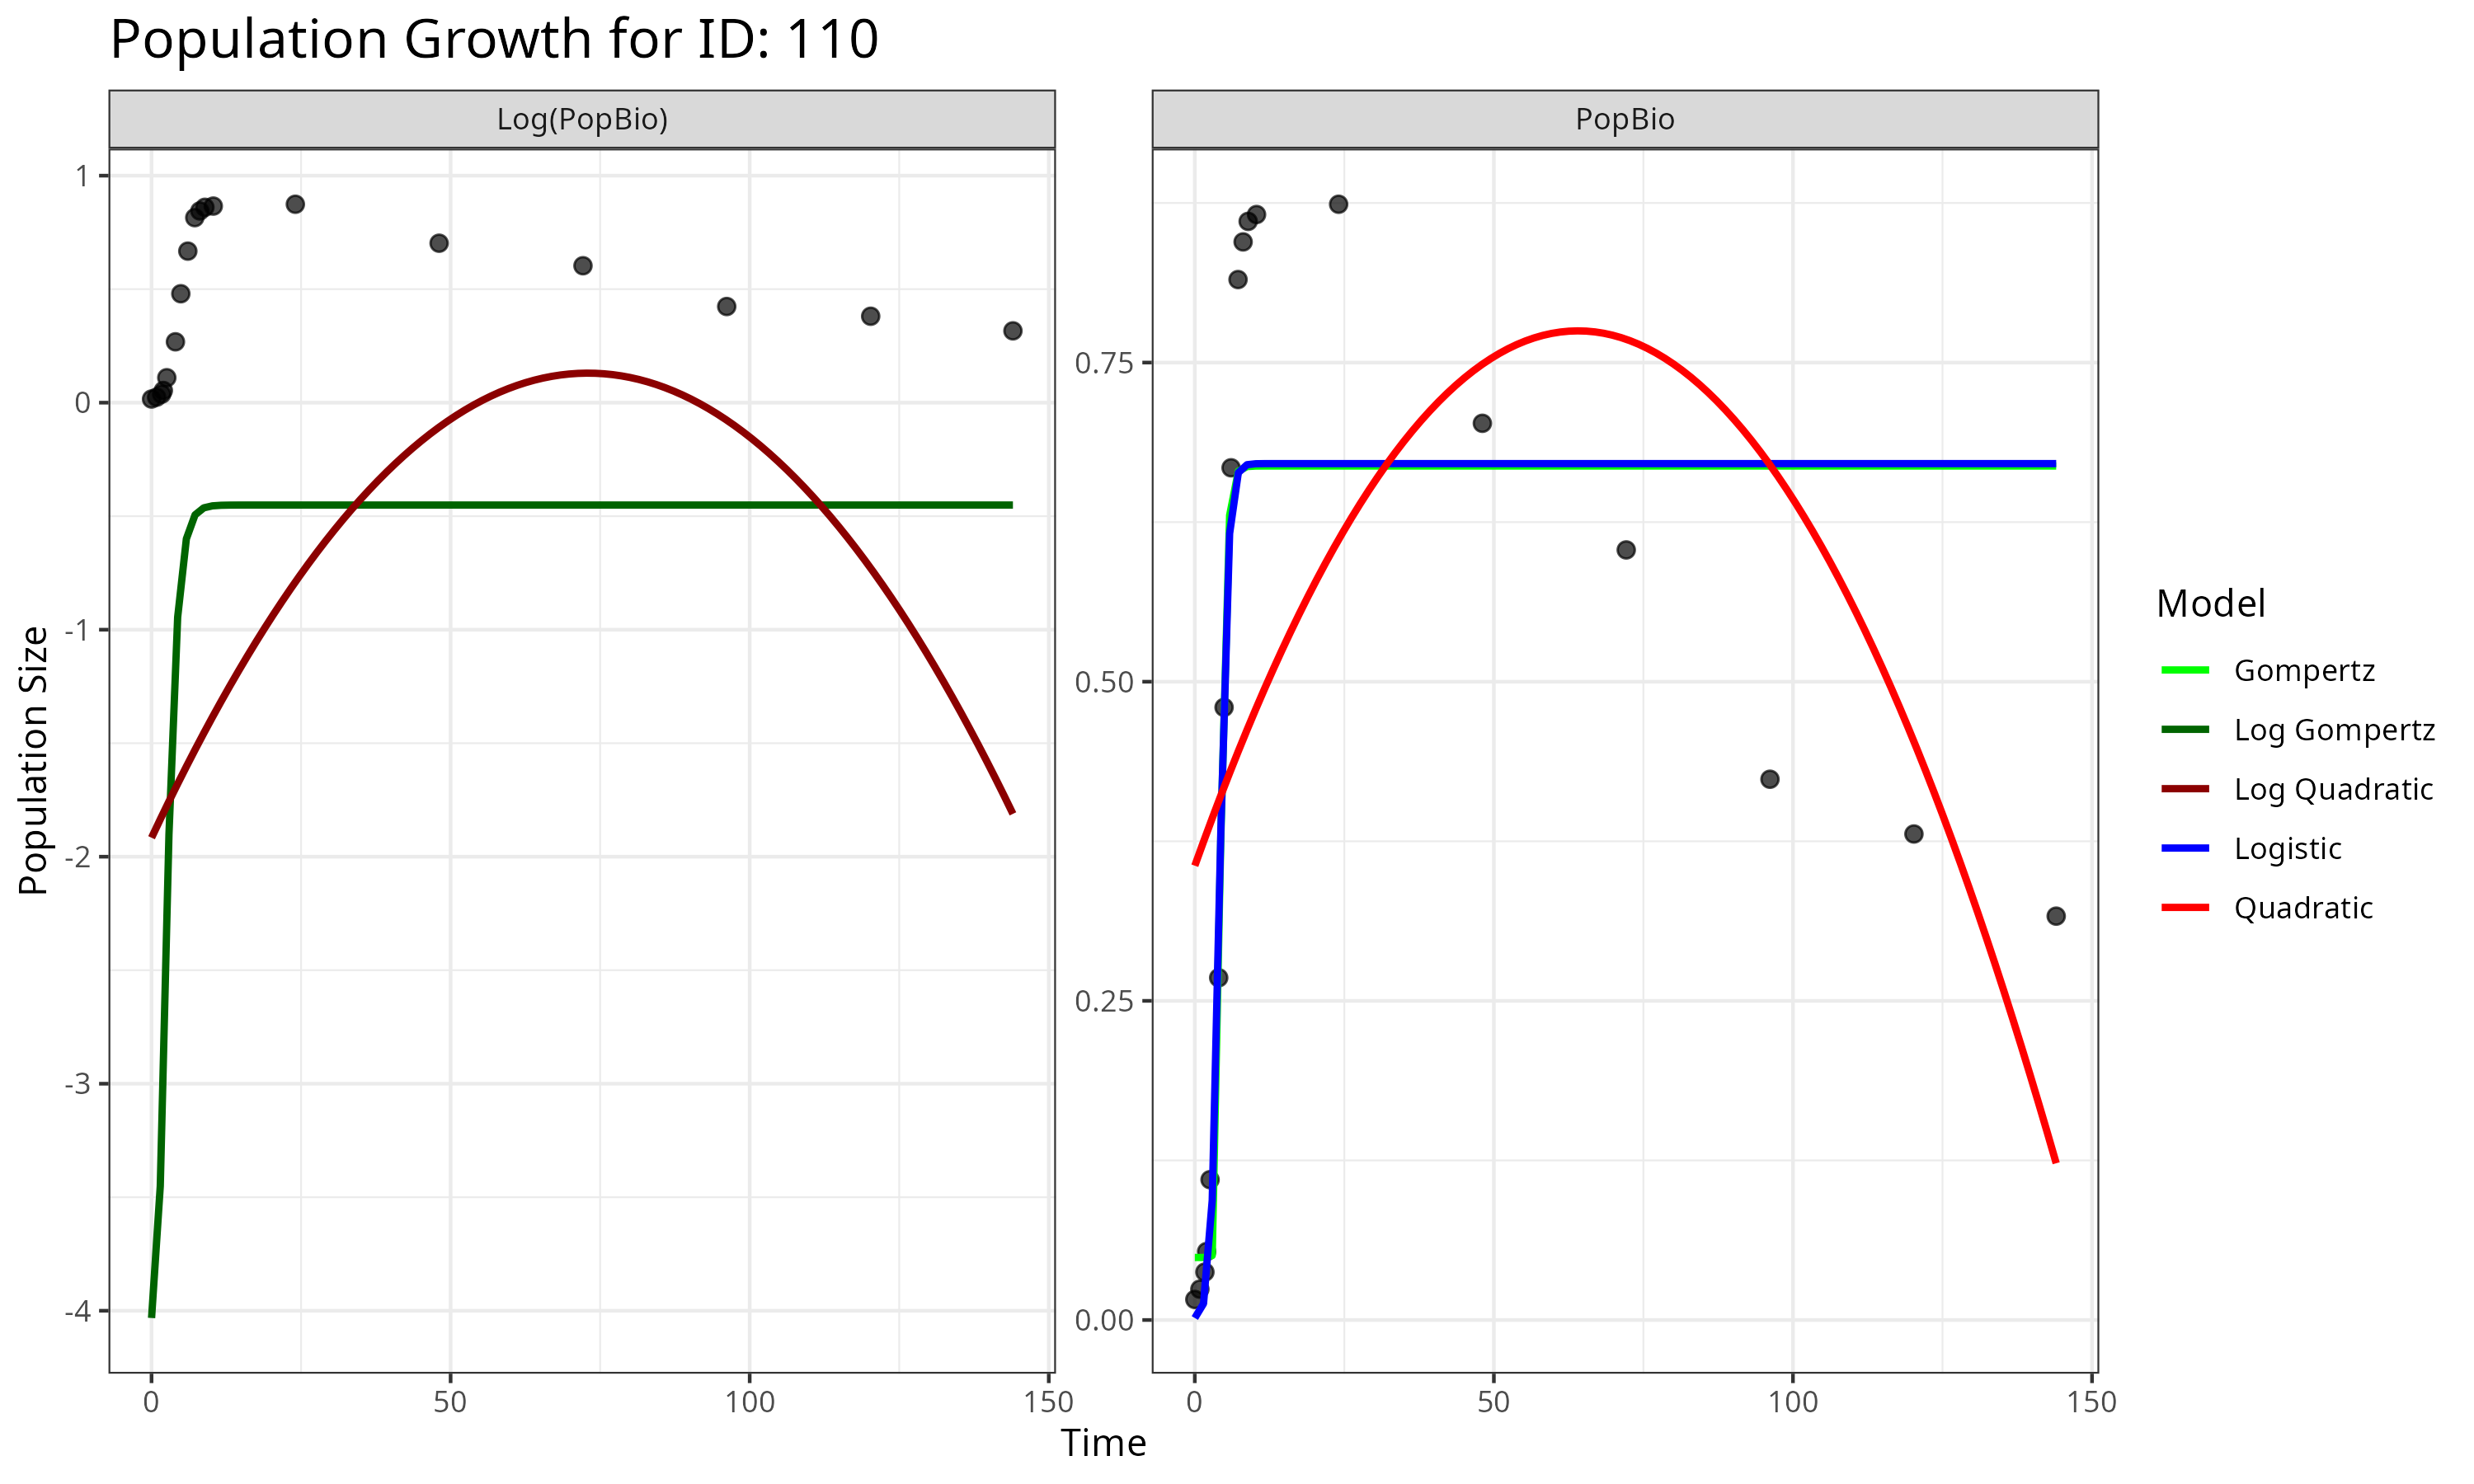 Population Growth for ID: 110
Log(PopBio)
PopBio
Population Size
1
0
-1
-2
-3
-4
0.75
0.50
0.25
0.00
0 50 100 150
0 50 100 150
Time
Model
Gompertz
Log Gompertz
Log Quadratic
Logistic
Quadratic